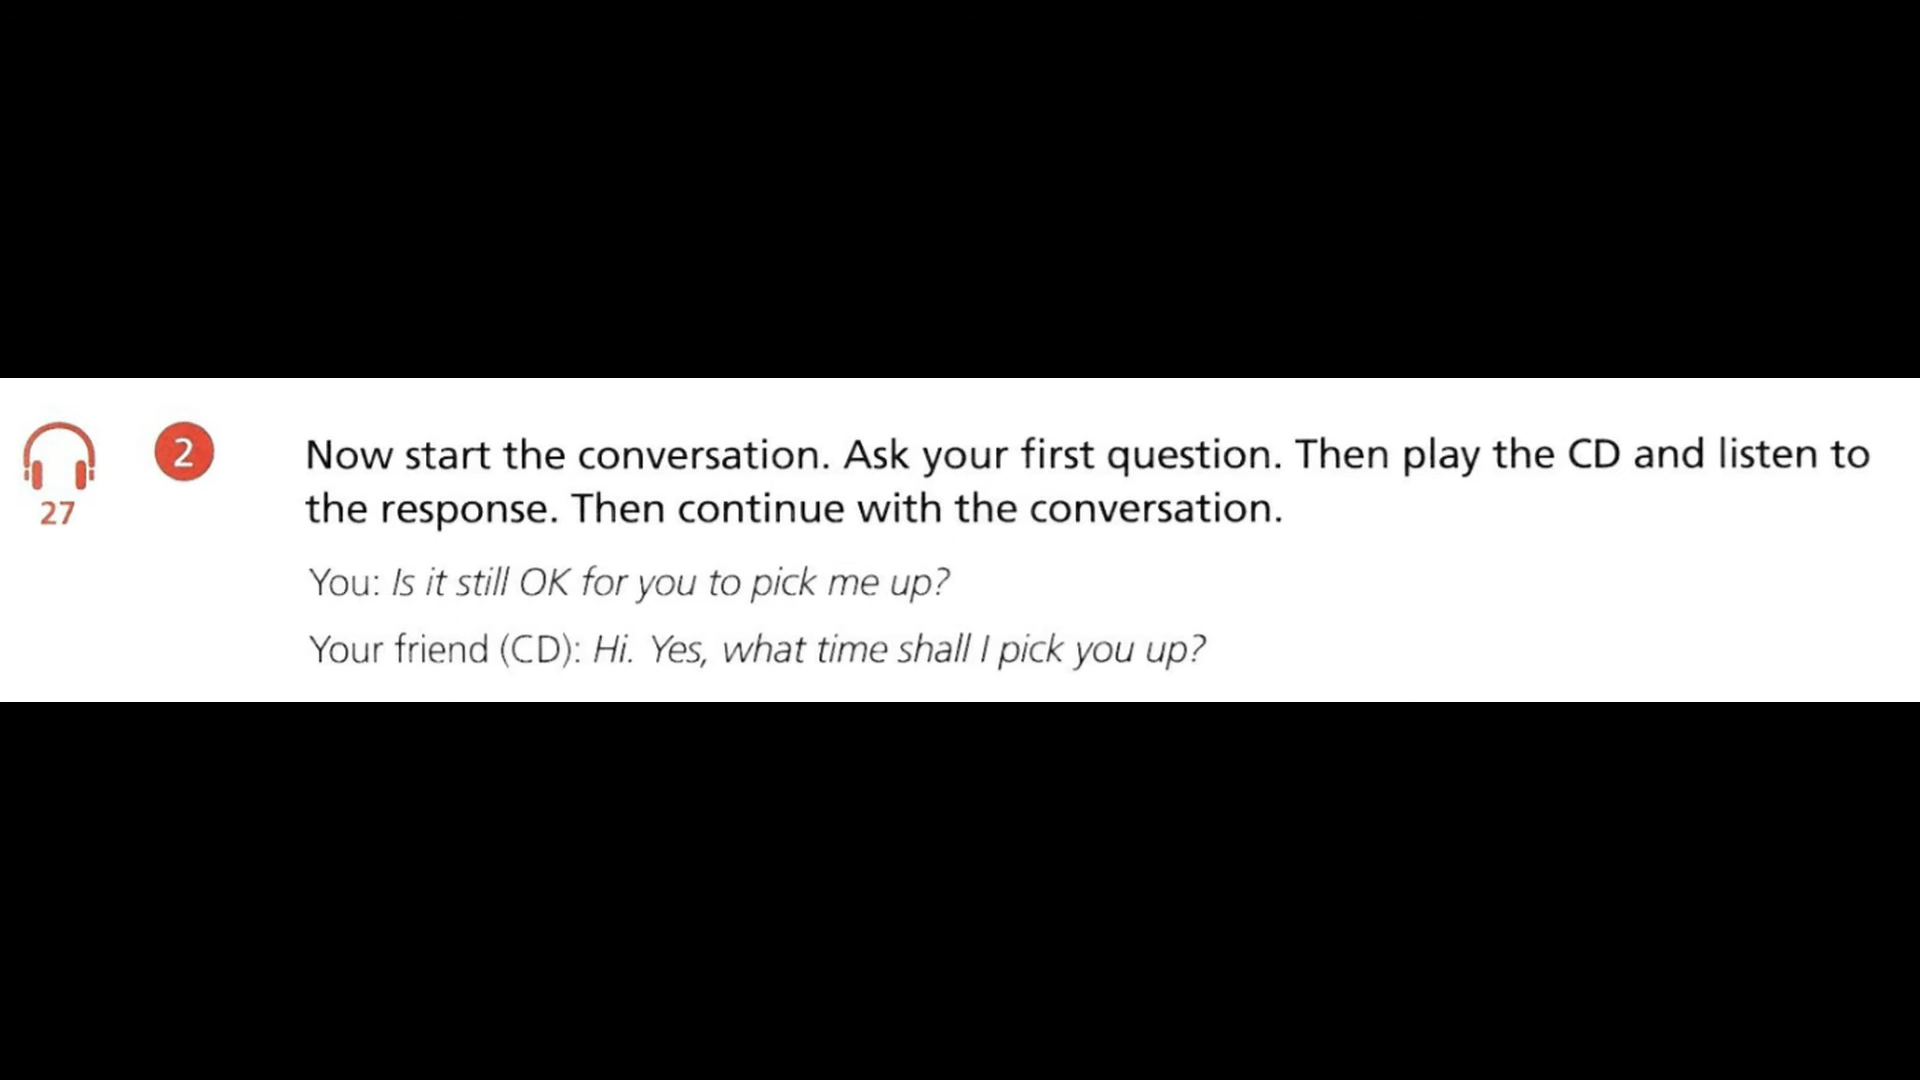 2
Now start the conversation. Ask your first question. Then play the CD and listen to
27
the response. Then continue with the conversation.
You: Is it still OK for you to pick me up?
Your friend (CD): Hi. Yes, what time shall I pick you up?